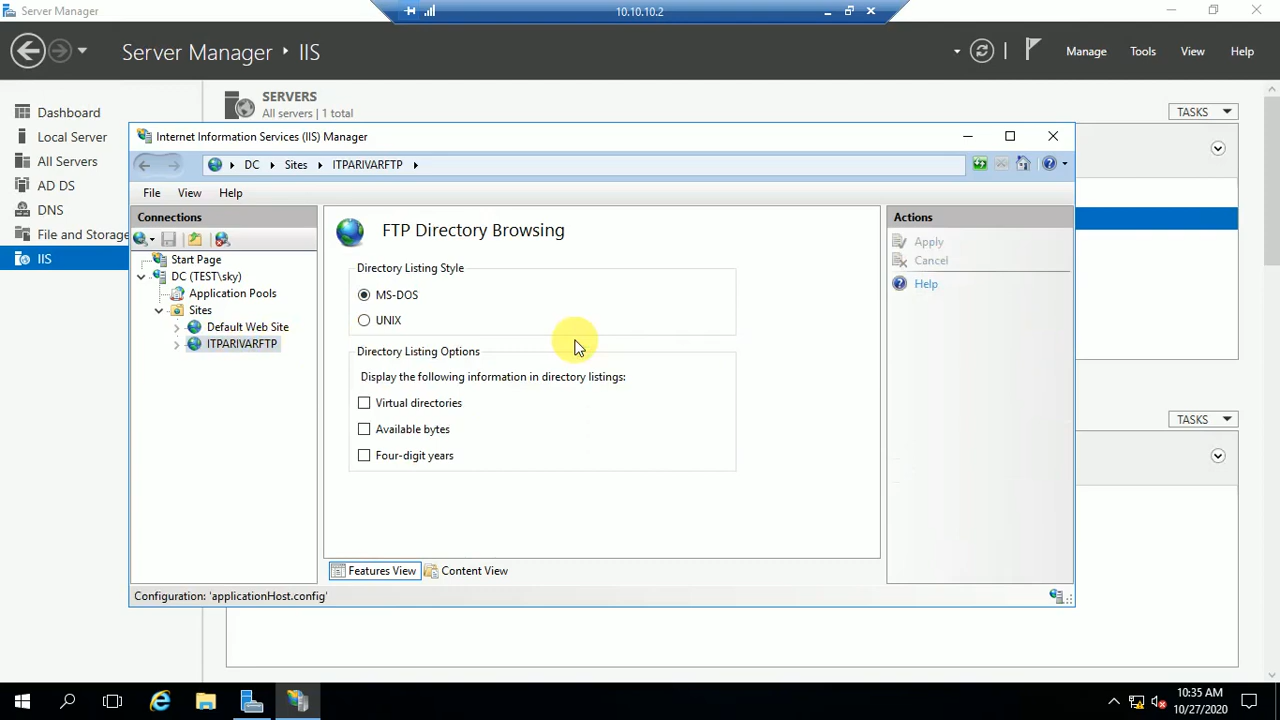 Server Manager
10.10.10.2
Server Manager ‣ IIS
Manage
Tools
View
Help
Dashboard
Local Server
All Servers
AD DS
DNS
File and Storage
IIS
SERVERS
All servers | 1 total
TASKS
Internet Information Services (IIS) Manager
DC
Sites
ITPARIVARFTP
File
View
Help
Connections
Start Page
DC (TEST\sky)
Application Pools
Sites
Default Web Site
ITPARIVARFTP
FTP Directory Browsing
Directory Listing Style
MS-DOS
UNIX
Directory Listing Options
Display the following information in directory listings:
Virtual directories
Available bytes
Four-digit years
Features View
Content View
Actions
Apply
Cancel
Help
TASKS
Configuration: 'applicationHost.config'
10:35 AM
10/27/2020